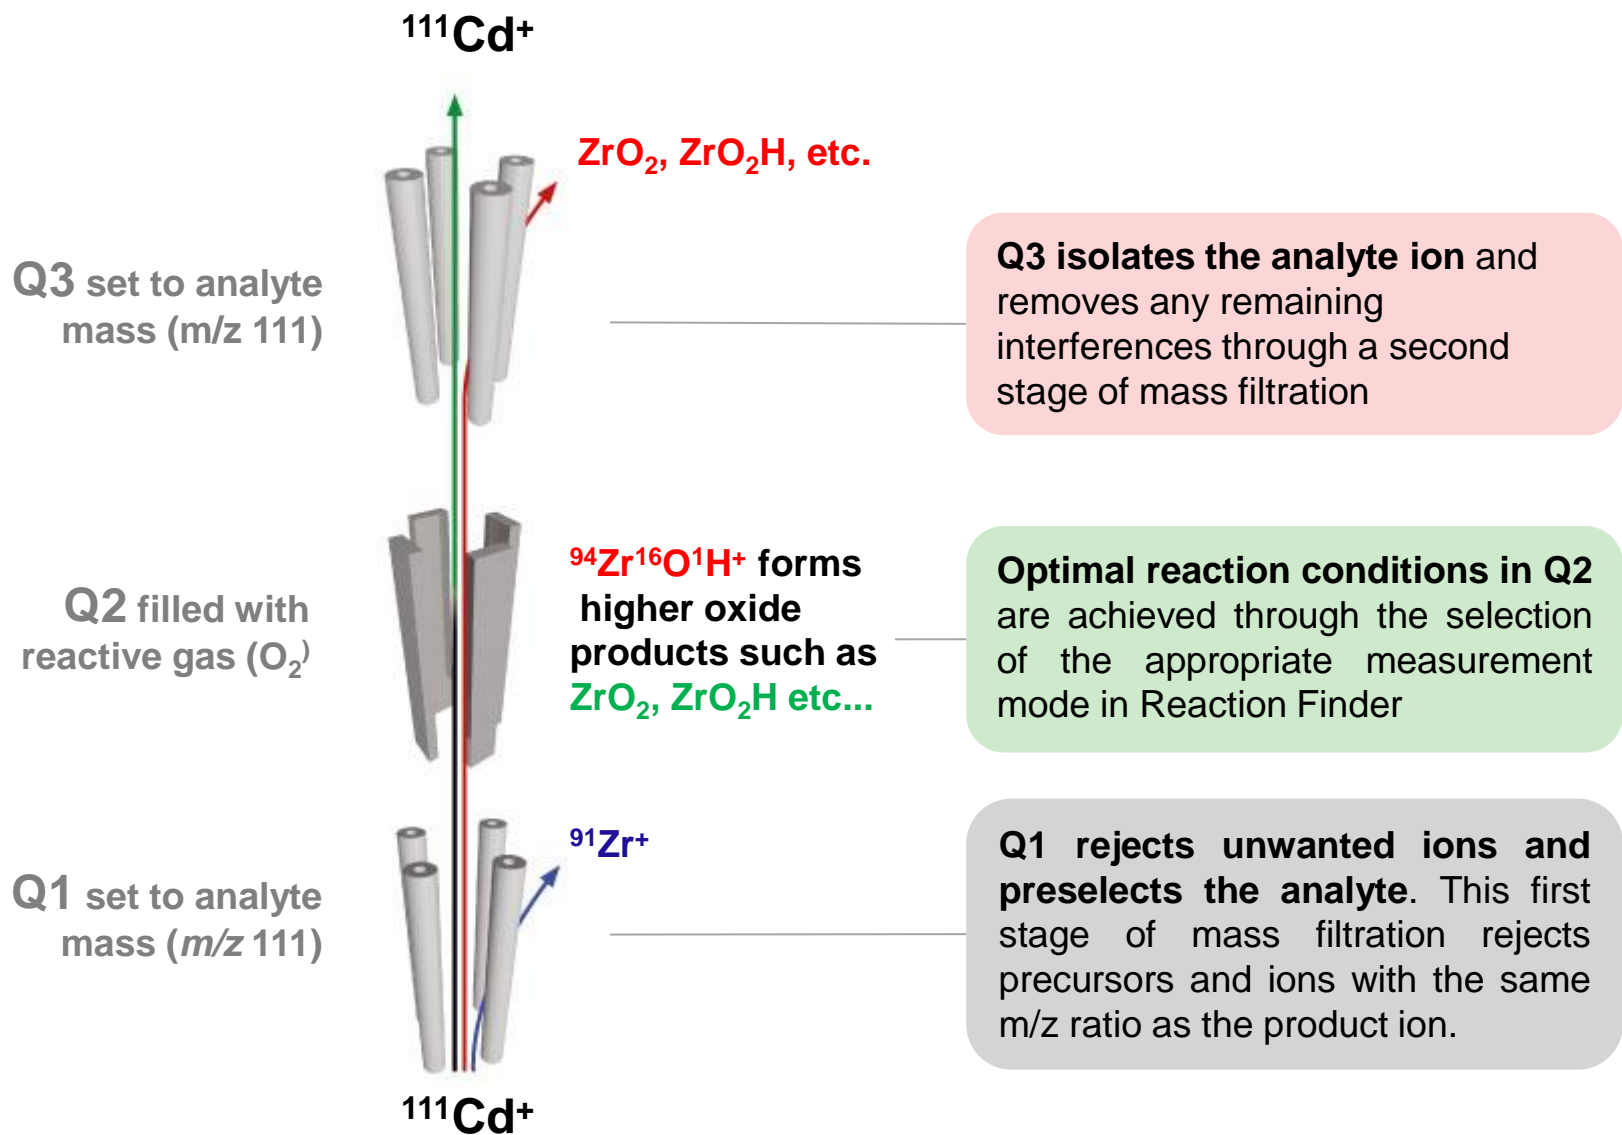 ¹¹¹Cd⁺
ZrO₂, ZrO₂H, etc.
Q3 set to analyte
mass (m/z 111)
Q3 isolates the analyte ion and
removes any remaining
interferences through a second
stage of mass filtration
Q2 filled with
reactive gas (O₂⁾
⁹⁴Zr¹⁶O¹H⁺ forms
higher oxide
products such as
ZrO₂, ZrO₂H etc...
Optimal reaction conditions in Q2
are achieved through the selection
of the appropriate measurement
mode in Reaction Finder
Q1 set to analyte
mass (m/z 111)
⁹¹Zr⁺
Q1 rejects unwanted ions and
preselects the analyte. This first
stage of mass filtration rejects
precursors and ions with the same
m/z ratio as the product ion.
¹¹¹Cd⁺